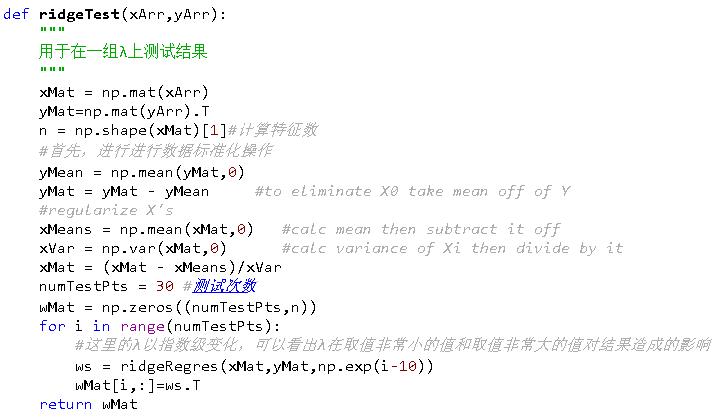 def ridgeTest(xArr,yArr):
    """
    用于在一组λ上测试结果
    """
    xMat = np.mat(xArr)
    yMat=np.mat(yArr).T
    n = np.shape(xMat)[1]#计算特征数
    #首先，进行进行数据标准化操作
    yMean = np.mean(yMat,0)
    yMat = yMat - yMean     #to eliminate X0 take mean off of Y
    #regularize X's
    xMeans = np.mean(xMat,0)   #calc mean then subtract it off
    xVar = np.var(xMat,0)      #calc variance of Xi then divide by it
    xMat = (xMat - xMeans)/xVar
    numTestPts = 30 #测试次数
    wMat = np.zeros((numTestPts,n))
    for i in range(numTestPts):
        #这里的λ以指数级变化，可以看出λ在取值非常小的值和取值非常大的值对结果造成的影响
        ws = ridgeRegres(xMat,yMat,np.exp(i-10))
        wMat[i,:]=ws.T
    return wMat